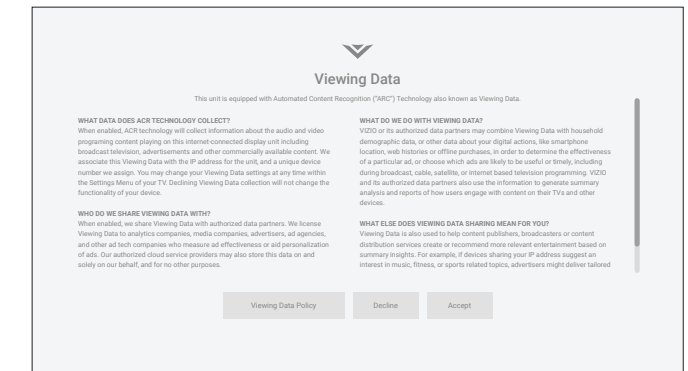 Viewing Data
This unit is equipped with Automated Content Recognition ("ARC") Technology also known as Viewing Data.
WHAT DATA DOES ACR TECHNOLOGY COLLECT?
When enabled, ACR technology will collect information about the audio and video
programing content playing on this internet-connected display unit including
broadcast television, advertisements and other commercially available content. We
associate this Viewing Data with the IP address for the unit, and a unique device
number we assign. You may change your Viewing Data settings at any time within
the Settings Menu of your TV. Declining Viewing Data collection will not change the
functionality of your device.
WHO DO WE SHARE VIEWING DATA WITH?
When enabled, we share Viewing Data with authorized data partners. We license
Viewing Data to analytics companies, media companies, advertisers, ad agencies,
and other ad tech companies who measure ad effectiveness or aid personalization
of ads. Our authorized cloud service providers may also store this data on and
solely on our behalf, and for no other purposes.
WHAT DO WE DO WITH VIEWING DATA?
VIZIO or its authorized data partners may combine Viewing Data with household
demographic data, or other data about your digital actions, like smartphone
location, web histories or offline purchases, in order to determine the effectiveness
of a particular ad, or choose which ads are likely to be useful or timely, including
during broadcast, cable, satellite, or internet based television programming. VIZIO
and its authorized data partners also use the information to generate summary
analysis and reports of how users engage with content on their TVs and other
devices.
WHAT ELSE DOES VIEWING DATA SHARING MEAN FOR YOU?
Viewing Data is also used to help content publishers, broadcasters or content
distribution services create or recommend more relevant entertainment based on
summary insights. For example, if devices sharing your IP address suggest an
interest in music, fitness, or sports related topics, advertisers might deliver tailored
Viewing Data Policy
Decline
Accept